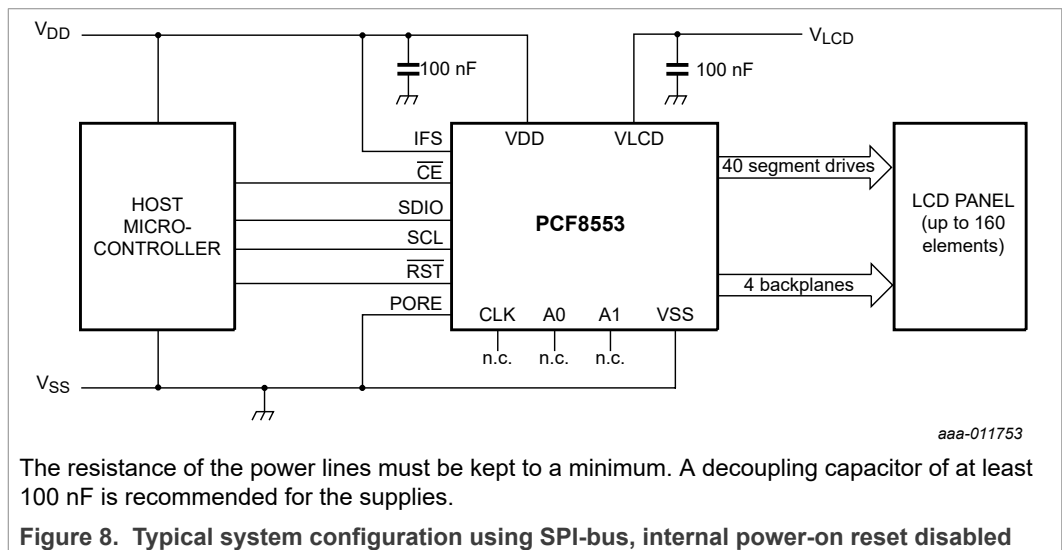 VDD
VLCD
100 nF
100 nF
IFS
VDD
VLCD
CE
40 segment drives
SDIO
HOST
MICRO-
CONTROLLER
LCD PANEL
(up to 160
elements)
PCF8553
SCL
RST
4 backplanes
PORE
CLK
A0
A1
VSS
n.c.
n.c.
n.c.
VSS
aaa-011753
The resistance of the power lines must be kept to a minimum. A decoupling capacitor of at least
100 nF is recommended for the supplies.
Figure 8. Typical system configuration using SPI-bus, internal power-on reset disabled